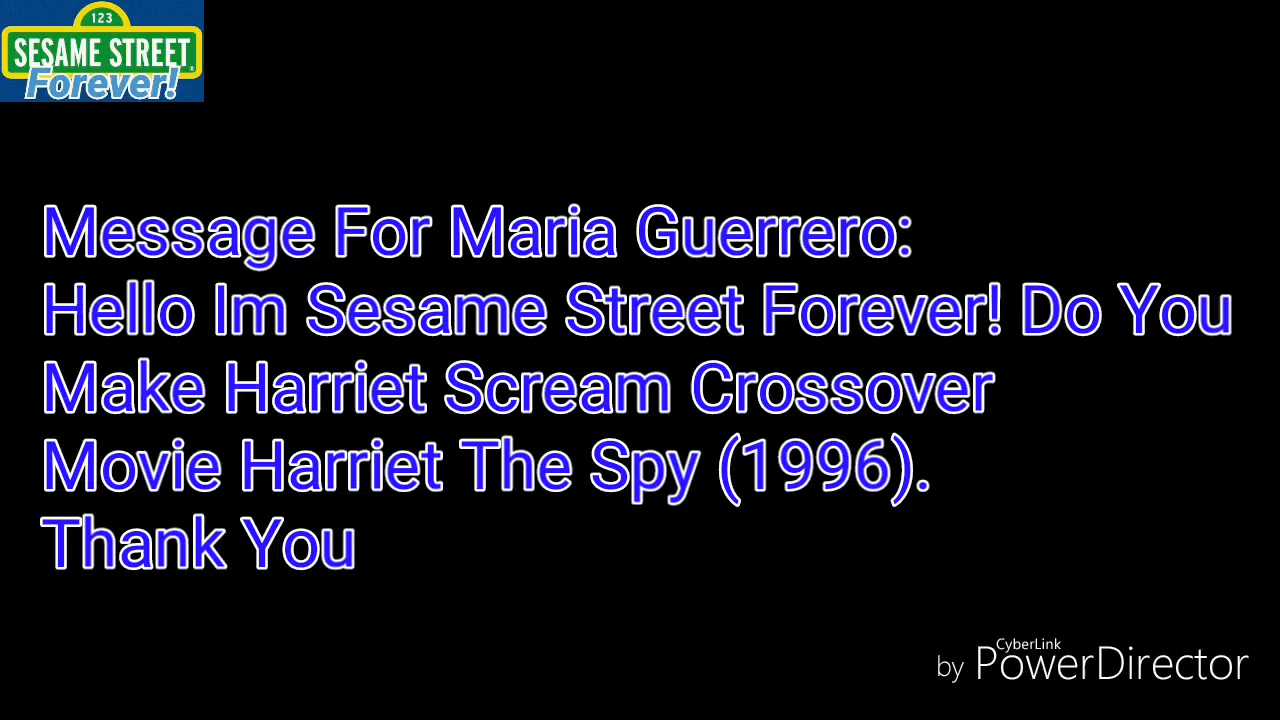 123
SESAME STREET
Forever!
Message For Maria Guerrero:
Hello Im Sesame Street Forever! Do You
Make Harriet Scream Crossover
Movie Harriet The Spy (1996).
Thank You
CyberLink
by PowerDirector